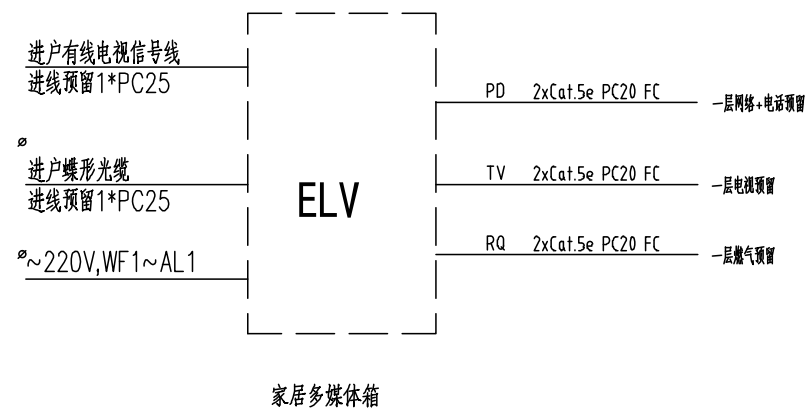 进户有线电视信号线
进线预留1*PC25
⌀
进户蝶形光缆
进线预留1*PC25
⌀~220V,WF1~AL1
ELV
PD 2xCat.5e PC20 FC 一层网络+电话预留
TV 2xCat.5e PC20 FC 一层电视预留
RQ 2xCat.5e PC20 FC 一层燃气预留
家居多媒体箱